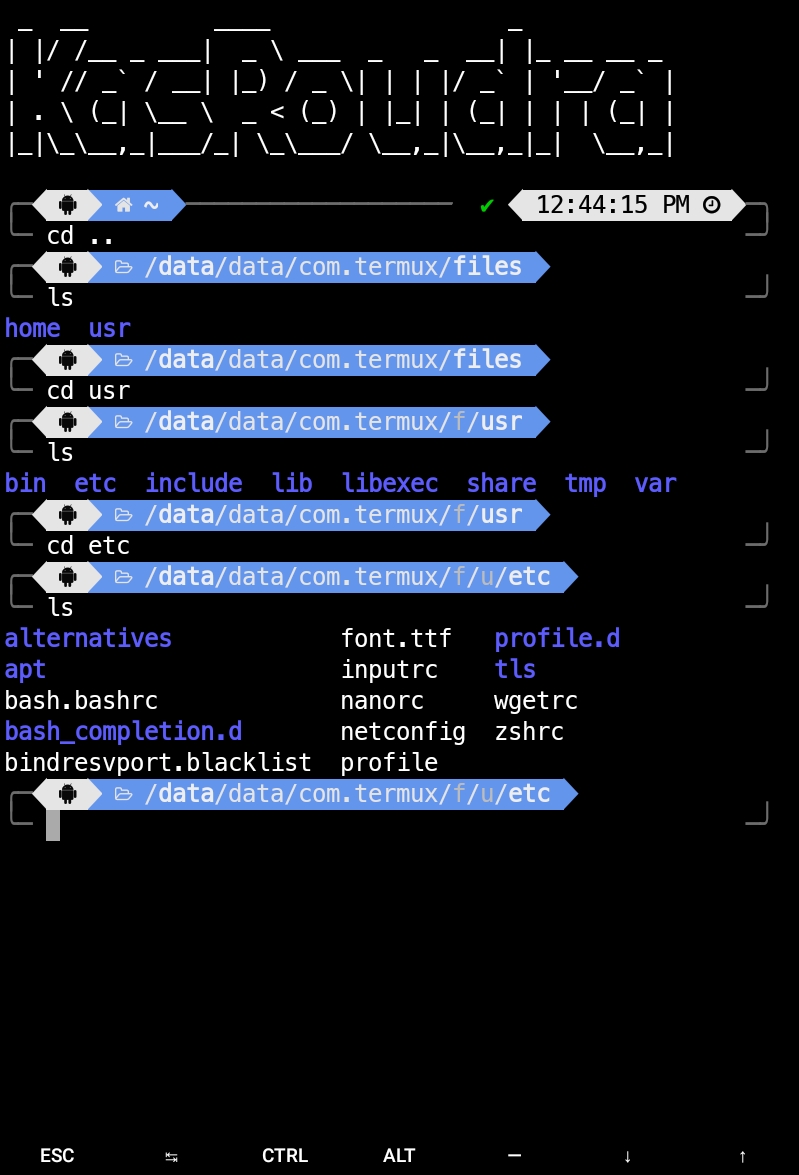 _  __         ____                 _
| |/ /__ _ ___|  _ \ ___  _   _  __| |_ __ __ _
| ' // _` / __| |_) / _ \| | | |/ _` | '__/ _` |
| . \ (_| \__ \  _ < (_) | |_| | (_| | | | (_| |
|_|\_\__,_|___/_| \_\___/ \__,_|\__,_|_|  \__,_|
~ ✔ 12:44:15 PM
cd ..
/data/data/com.termux/files
ls
home  usr
/data/data/com.termux/files
cd usr
/data/data/com.termux/f/usr
ls
bin  etc  include  lib  libexec  share  tmp  var
/data/data/com.termux/f/usr
cd etc
/data/data/com.termux/f/u/etc
ls
alternatives            font.ttf   profile.d
apt                     inputrc    tls
bash.bashrc             nanorc     wgetrc
bash_completion.d       netconfig  zshrc
bindresvport.blacklist  profile
/data/data/com.termux/f/u/etc
ESC ↹ CTRL ALT ― ↓ ↑